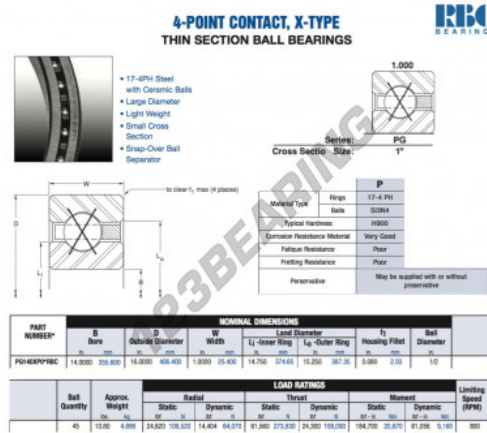 4-POINT CONTACT, X-TYPE
THIN SECTION BALL BEARINGS
RBC
BEARINGS
• 17-4PH Steel
with Ceramic Balls
• Large Diameter
• Light Weight
• Small Cross
Section
• Snap-Over Ball
Separator
1.000
Series: PG
Cross Sectio Size: 1"
W
to clear f₁ max (4 places)
D
L₁
B
P
Material Type Rings 17-4 PH
Balls SI3N4
Typical Hardness H900
Corrosion Resistance Material Very Good
Fatique Resistance Poor
Fretting Resistance Poor
Perservative May be supplied with or without
preservative
123BEARING
NOMINAL DIMENSIONS
PART
NUMBER* B
Bore D
Outside Diameter W
Width Land Diameter
L₁ -Inner Ring L₀ -Outer Ring f₁
Housing Fillet Ball
Diameter
in. mm in. mm in. mm in. mm in. mm in. mm in.
PG140XP0*RBC 14.0000 355.600 16.0000 406.400 1.0000 25.400 14.750 374.65 15.250 387.35 0.080 2.03 1/2
LOAD RATINGS
Ball
Quantity Approx.
Weight Radial Thrust Moment Limiting
Speed
(RPM)
Static Dynamic Static Dynamic Static Dynamic
lbs. kg lbf N lbf N lbf N lbf N lbf - in Nm lbf - in Nm
45 10.80 4.899 24,620 109,520 14,404 64,070 61,560 273,830 24,300 108,090 184,700 20,870 81,056 9,160 600